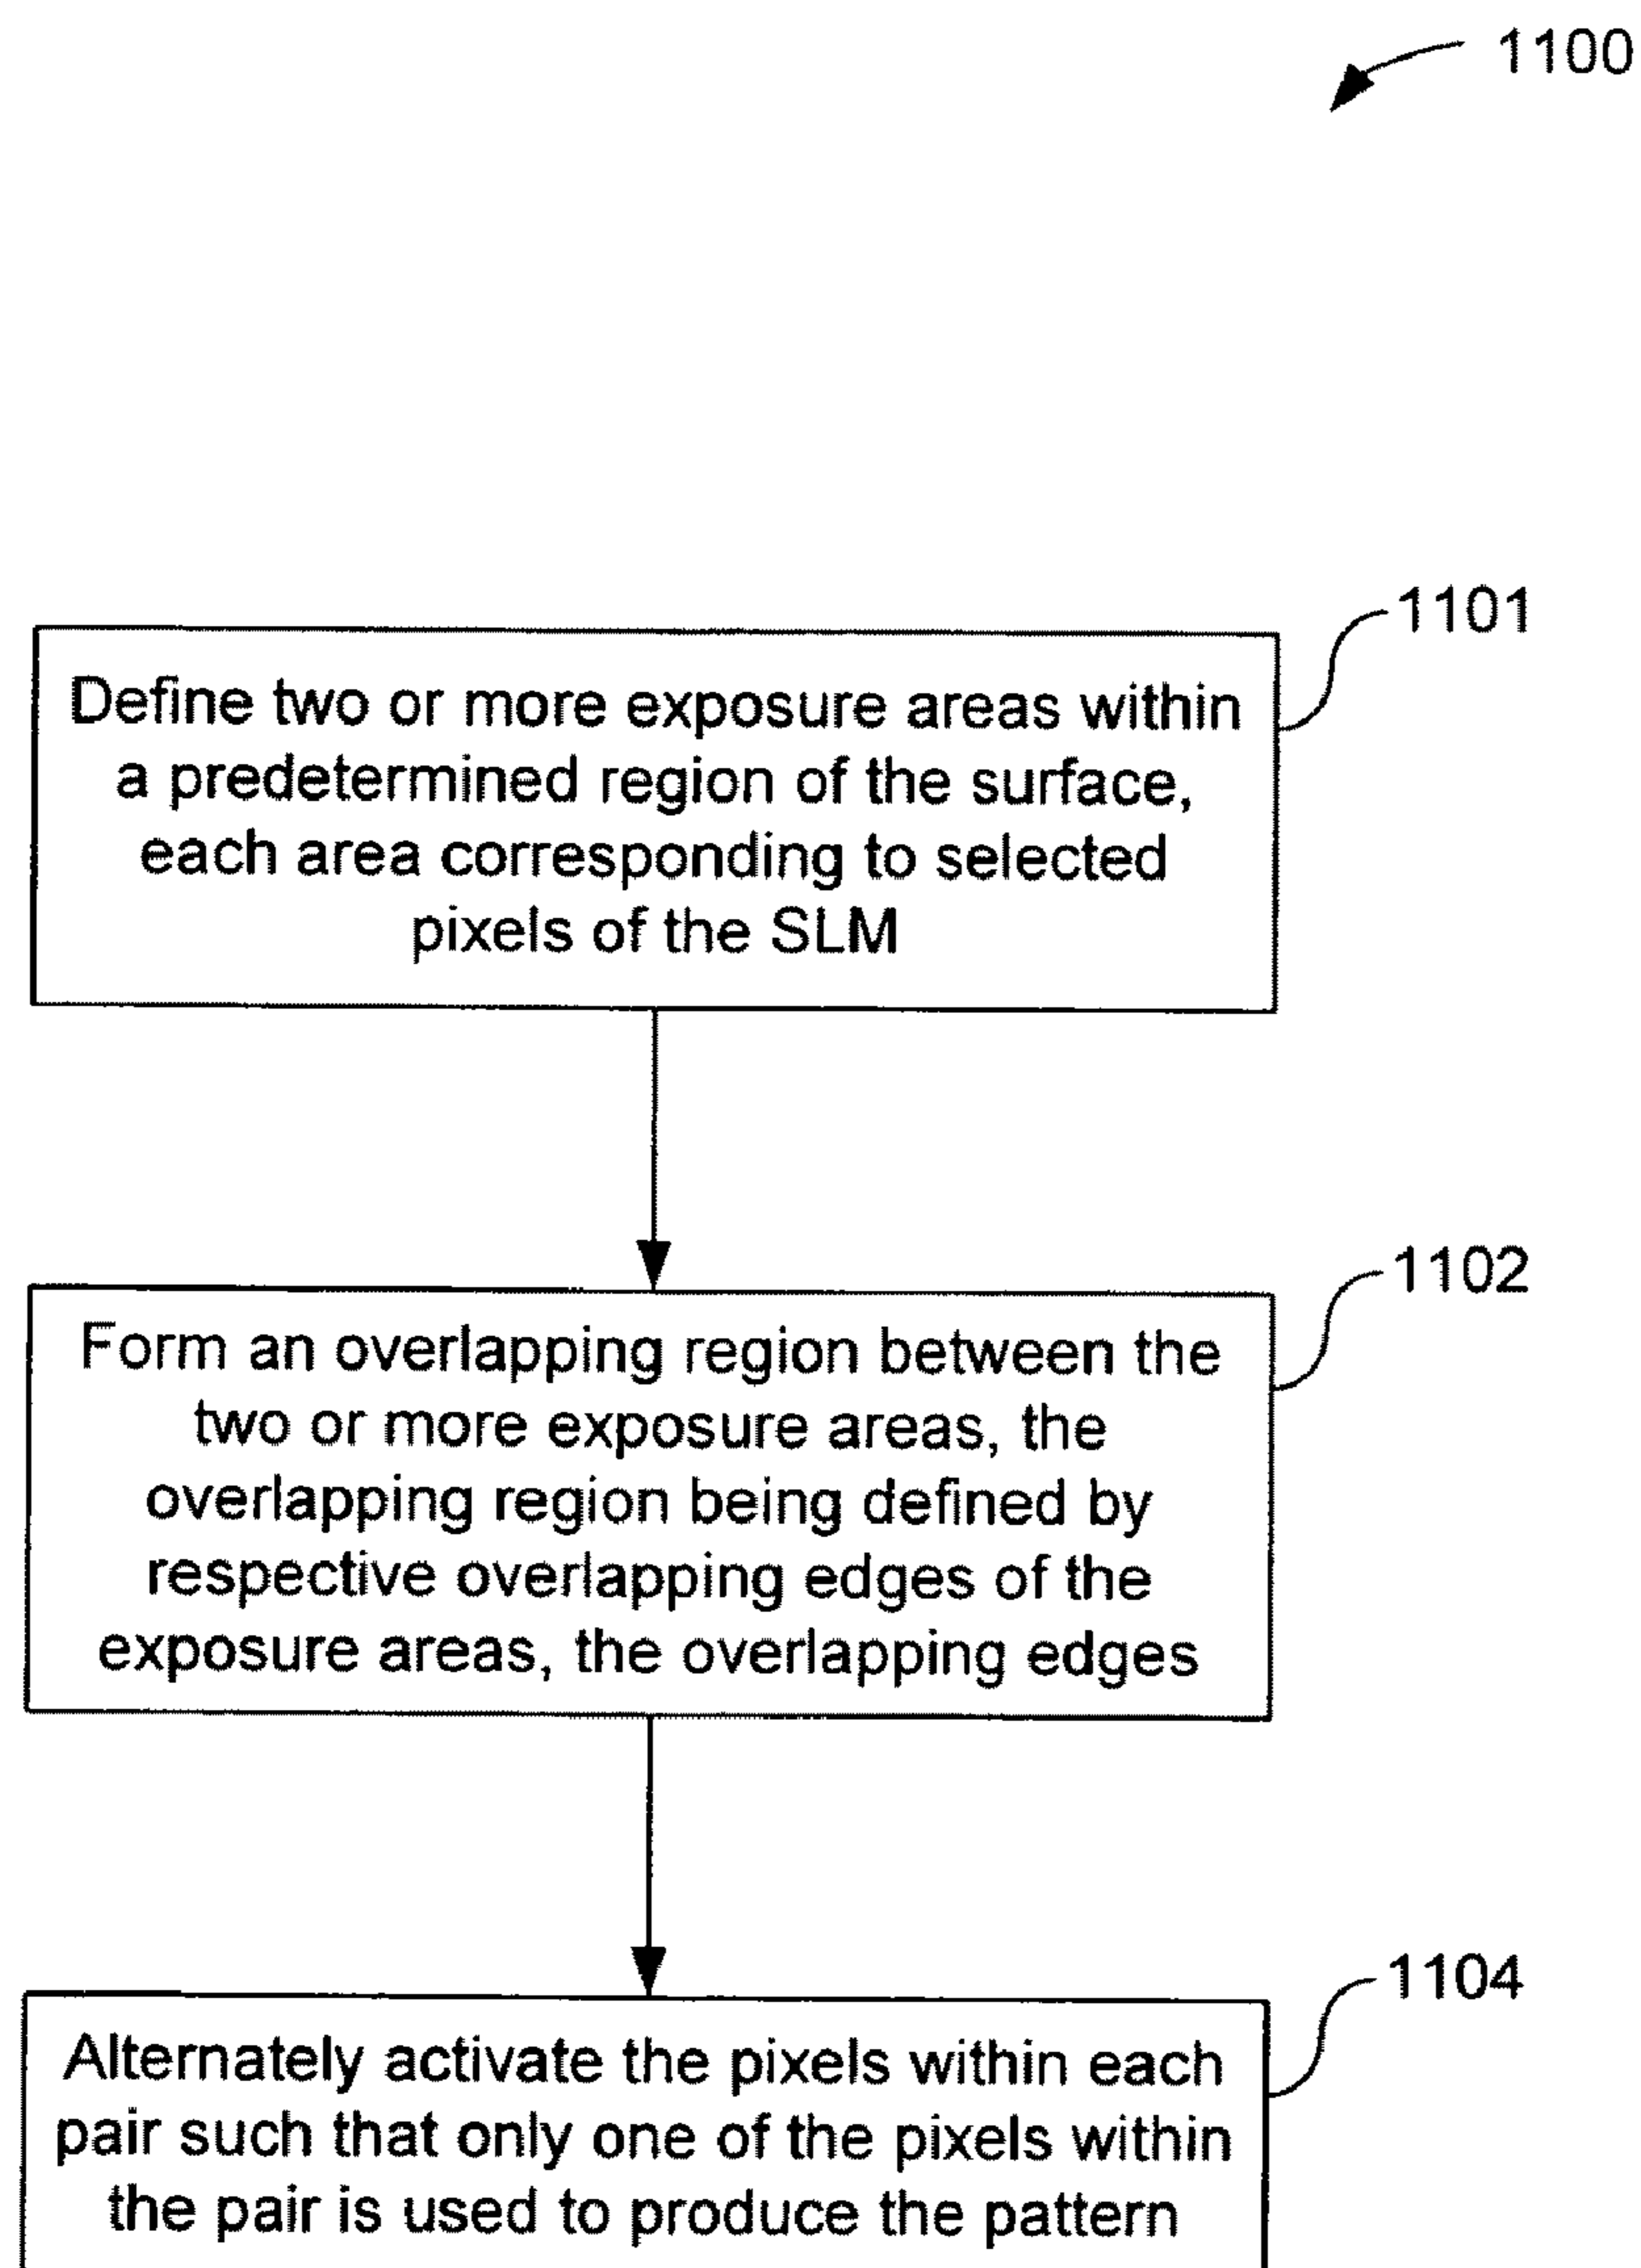 1100
1101
Define two or more exposure areas within
a predetermined region of the surface,
each area corresponding to selected
pixels of the SLM
1102
Form an overlapping region between the
two or more exposure areas, the
overlapping region being defined by
respective overlapping edges of the
exposure areas, the overlapping edges
1104
Alternately activate the pixels within each
pair such that only one of the pixels within
the pair is used to produce the pattern